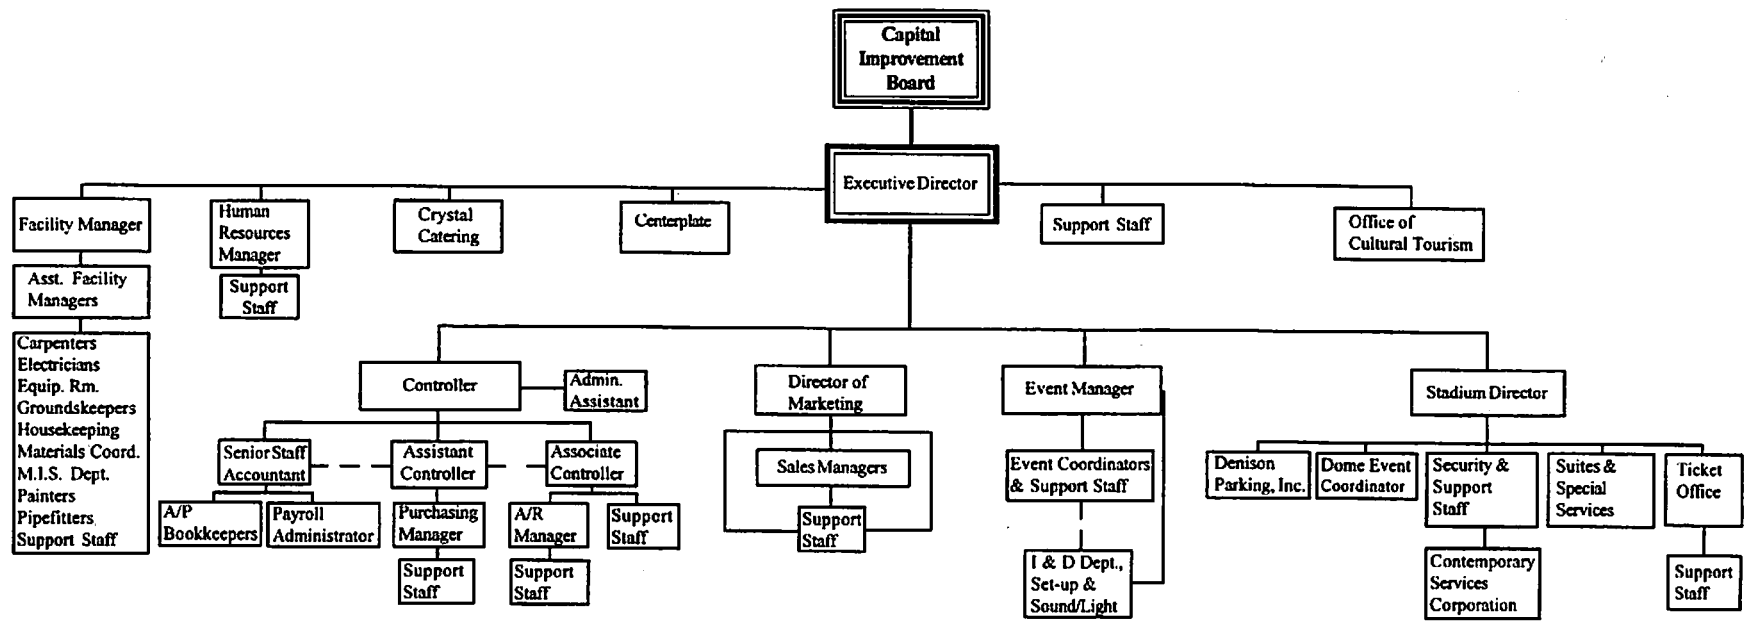 Capital
Improvement
Board
Executive Director
Facility Manager
Human
Resources
Manager
Crystal
Catering
Centerplate
Support Staff
Office of
Cultural Tourism
Asst. Facility
Managers
Support
Staff
Carpenters
Electricians
Equip. Rm.
Groundskeepers
Housekeeping
Materials Coord.
M.I.S. Dept.
Painters
Pipefitters
Support Staff
Controller
Admin.
Assistant
Director of
Marketing
Event Manager
Stadium Director
Senior Staff
Accountant
Assistant
Controller
Associate
Controller
Sales Managers
Event Coordinators
& Support Staff
Denison
Parking, Inc.
Dome Event
Coordinator
Security &
Support
Staff
Suites &
Special
Services
Ticket
Office
A/P
Bookkeepers
Payroll
Administrator
Purchasing
Manager
A/R
Manager
Support
Staff
Support
Staff
Support
Staff
Support
Staff
I & D Dept.,
Set-up &
Sound/Light
Contemporary
Services
Corporation
Support
Staff